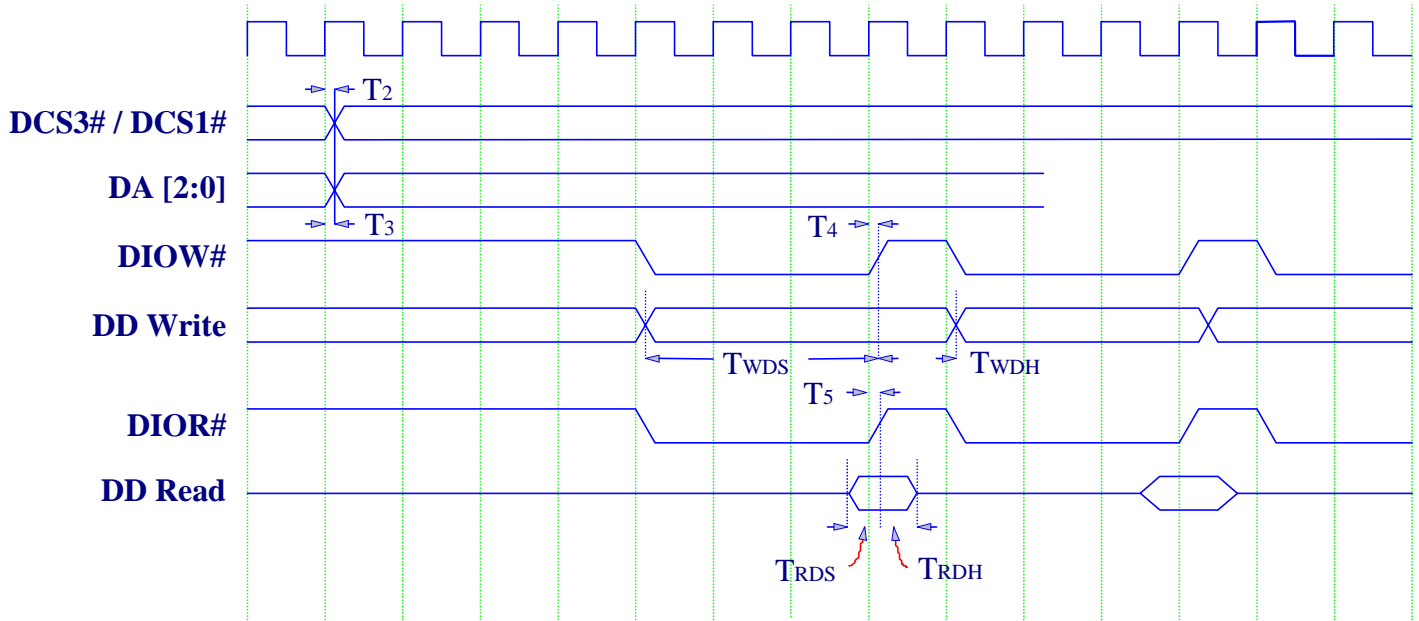 T2
DCS3# / DCS1#
DA [2:0]
T3
T4
DIOW#
DD Write
TWDS
TWDH
T5
DIOR#
DD Read
TRDS
TRDH